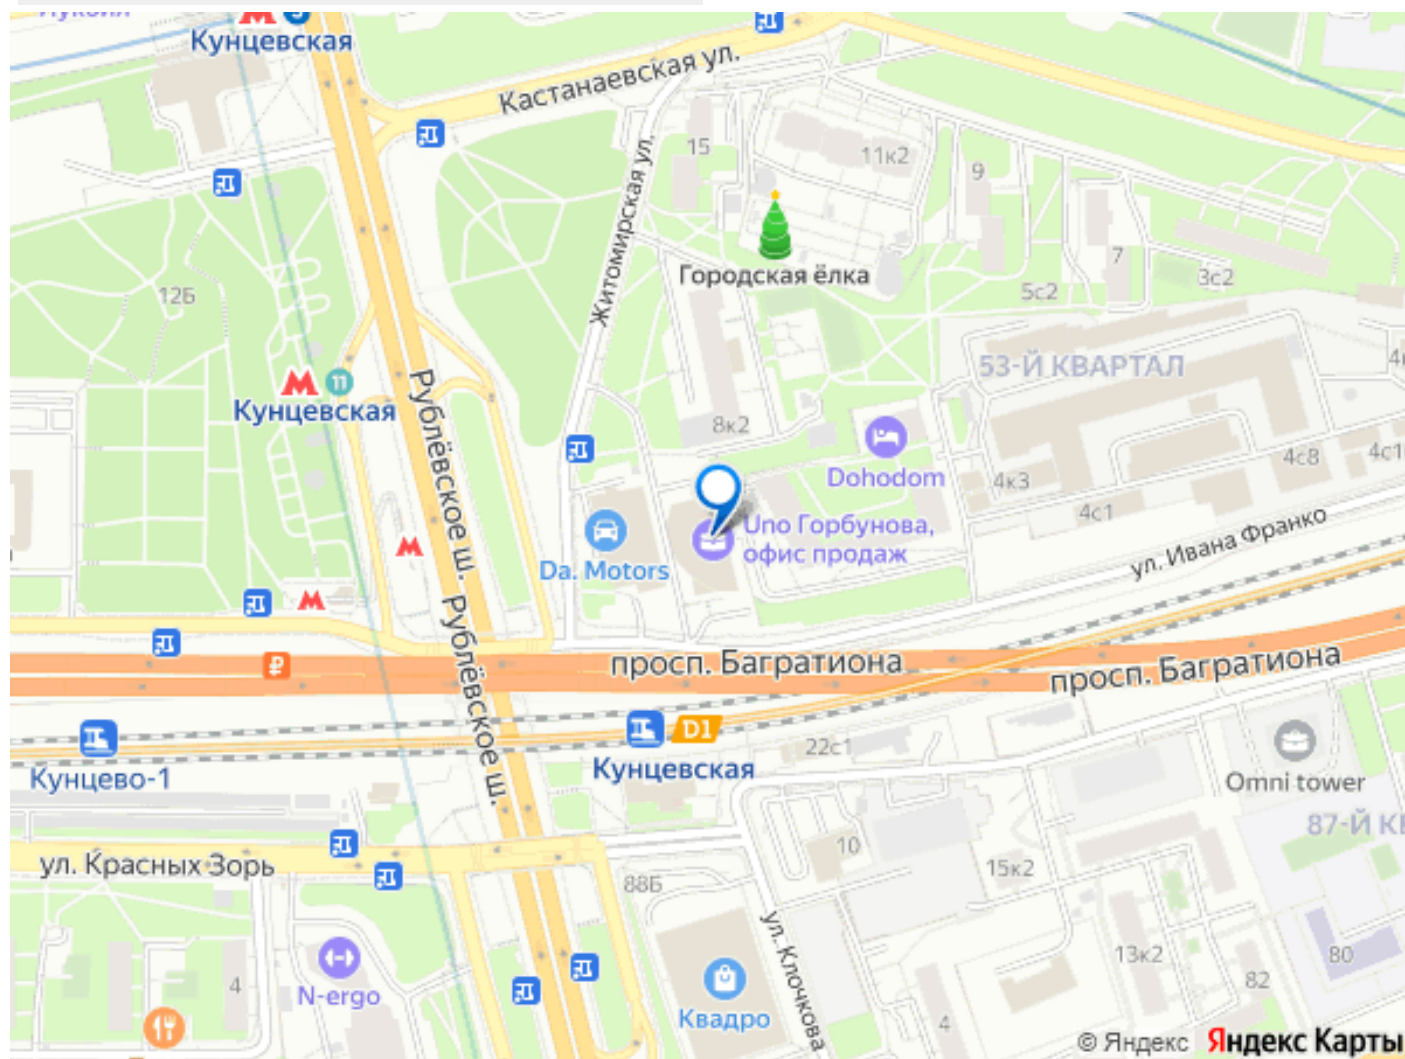 Кунцевская
Кастанаевская ул.
15
11к2
9
Житомирская ул.
Городская ёлка
7
3с2
5с2
12Б
11
Кунцевская
Рублёвское ш.
53-Й КВАРТАЛ
8к2
Dohodom
4к3
4с8
4с1
Uno Горбунова,
офис продаж
Da. Motors
ул. Ивана Франко
Рублёвское ш.
просп. Багратиона
просп. Багратиона
₽
D1
22с1
Кунцевская
Кунцево-1
Omni tower
ул. Красных Зорь
10
15к2
88Б
ул. Клочкова
13к2
80
82
4
N-ergo
Квадро
4
© Яндекс Яндекс Карты